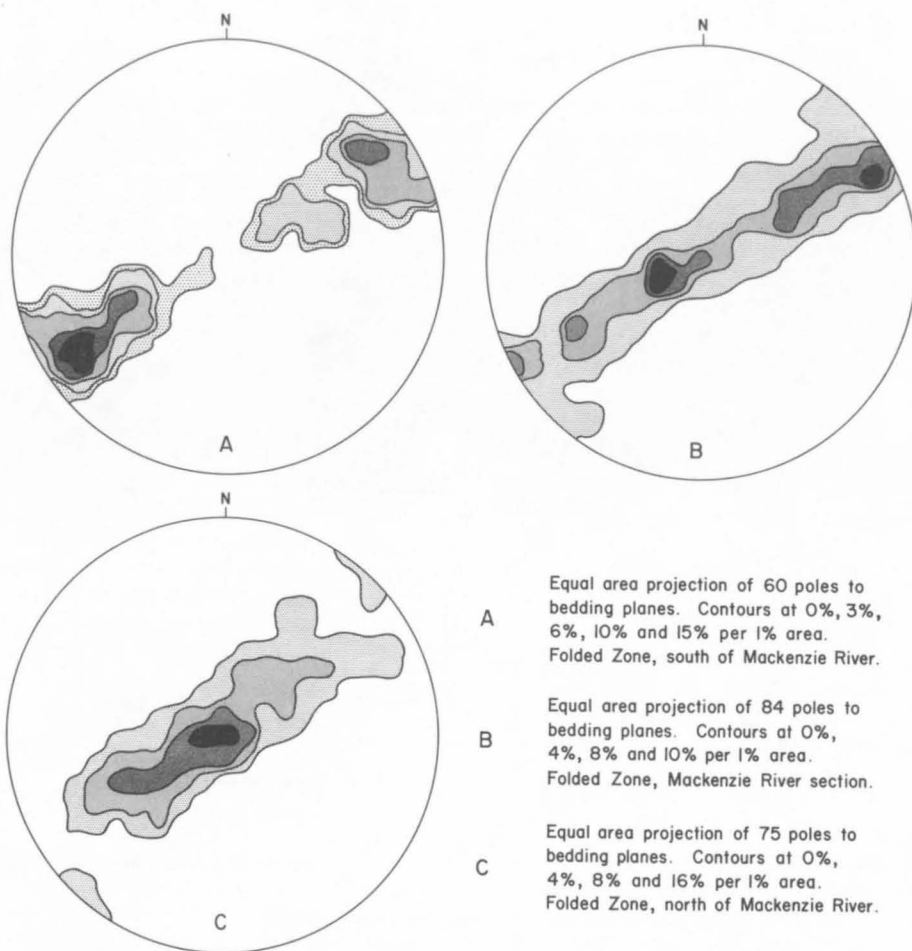 N
N
A
B
N
A
Equal area projection of 60 poles to
bedding planes. Contours at 0%, 3%,
6%, 10% and 15% per 1% area.
Folded Zone, south of Mackenzie River.
B
Equal area projection of 84 poles to
bedding planes. Contours at 0%,
4%, 8% and 10% per 1% area.
Folded Zone, Mackenzie River section.
C
Equal area projection of 75 poles to
bedding planes. Contours at 0%,
4%, 8% and 16% per 1% area.
Folded Zone, north of Mackenzie River.
C